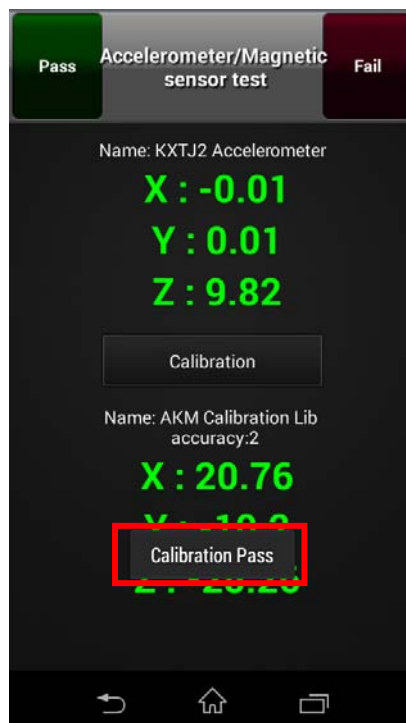 Pass
Accelerometer/Magnetic
sensor test
Fail
Name: KXTJ2 Accelerometer
X : -0.01
Y : 0.01
Z : 9.82
Calibration
Name: AKM Calibration Lib
accuracy:2
X : 20.76
Calibration Pass